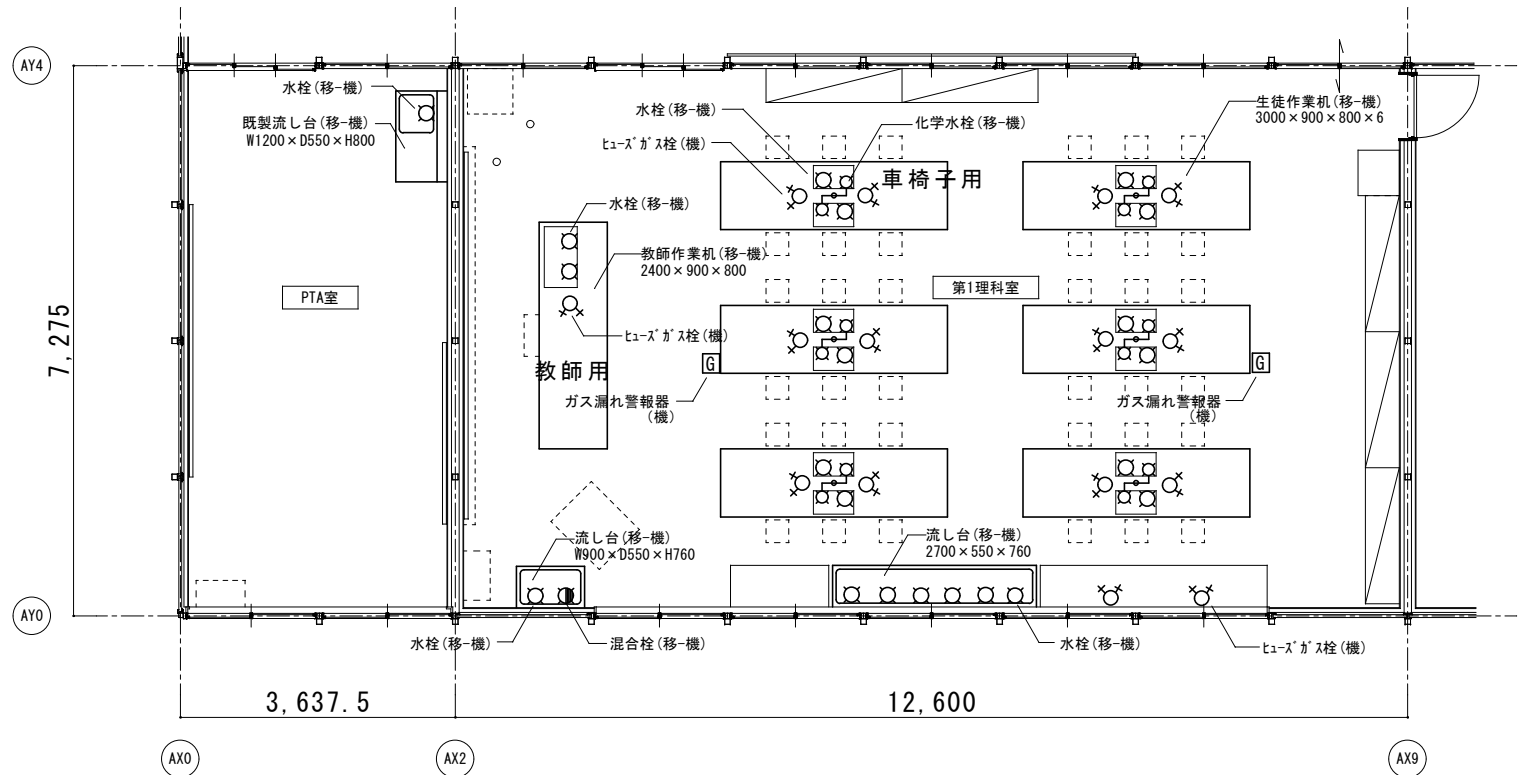 AY4
水栓(移-機)
既製流し台(移-機)
W1200×D550×H800
水栓(移-機)
ﾋｭｰｽﾞｶﾞｽ栓(機)
化学水栓(移-機)
車椅子用
生徒作業机(移-機)
3000×900×800×6
水栓(移-機)
教師作業机(移-機)
2400×900×800
PTA室
第1理科室
7,275
ﾋｭｰｽﾞｶﾞｽ栓(機)
教師用
G
ガス漏れ警報器
(機)
G
ガス漏れ警報器
(機)
流し台(移-機)
W900×D550×H760
流し台(移-機)
2700×550×760
AY0
水栓(移-機)
混合栓(移-機)
水栓(移-機)
ﾋｭｰｽﾞｶﾞｽ栓(機)
3,637.5
12,600
AX0
AX2
AX9